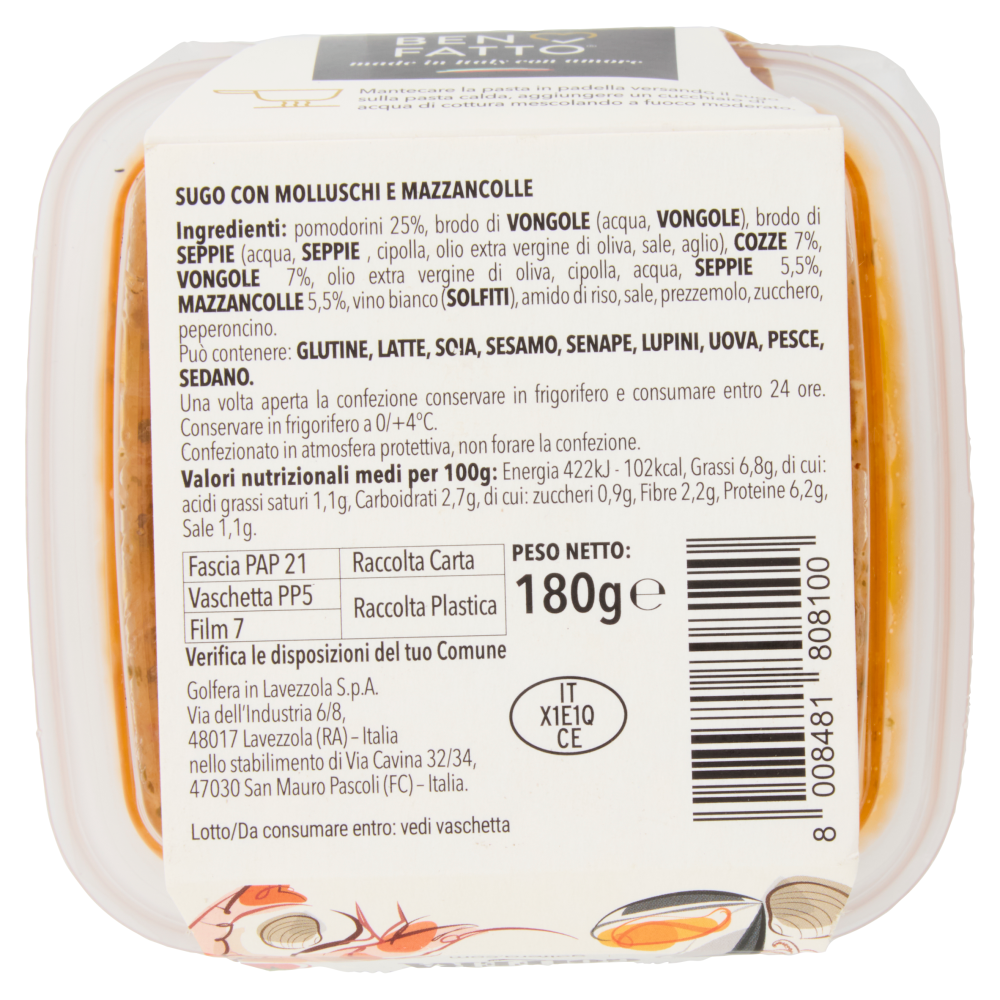 BEN
FATTO
made in Italy con amore
Mantecare la pasta in padella versando il sugo
sulla pasta calda, aggiungere un cucchiaio di
acqua di cottura mescolando a fuoco moderato.
SUGO CON MOLLUSCHI E MAZZANCOLLE
Ingredienti: pomodorini 25%, brodo di VONGOLE (acqua, VONGOLE), brodo di
SEPPIE (acqua, SEPPIE , cipolla, olio extra vergine di oliva, sale, aglio), COZZE 7%,
VONGOLE 7%, olio extra vergine di oliva, cipolla, acqua, SEPPIE 5,5%,
MAZZANCOLLE 5,5%, vino bianco (SOLFITI), amido di riso, sale, prezzemolo, zucchero,
peperoncino.
Può contenere: GLUTINE, LATTE, SOIA, SESAMO, SENAPE, LUPINI, UOVA, PESCE,
SEDANO.
Una volta aperta la confezione conservare in frigorifero e consumare entro 24 ore.
Conservare in frigorifero a 0/+4°C.
Confezionato in atmosfera protettiva, non forare la confezione.
Valori nutrizionali medi per 100g: Energia 422kJ - 102kcal, Grassi 6,8g, di cui:
acidi grassi saturi 1,1g, Carboidrati 2,7g, di cui: zuccheri 0,9g, Fibre 2,2g, Proteine 6,2g,
Sale 1,1g.
Fascia PAP 21 Raccolta Carta
Vaschetta PP5 Raccolta Plastica
Film 7
Verifica le disposizioni del tuo Comune
PESO NETTO:
180g e
Golfera in Lavezzola S.p.A.
Via dell'Industria 6/8,
48017 Lavezzola (RA) – Italia
nello stabilimento di Via Cavina 32/34,
47030 San Mauro Pascoli (FC) – Italia.
IT
X1E1Q
CE
Lotto/Da consumare entro: vedi vaschetta
8 008481 808100